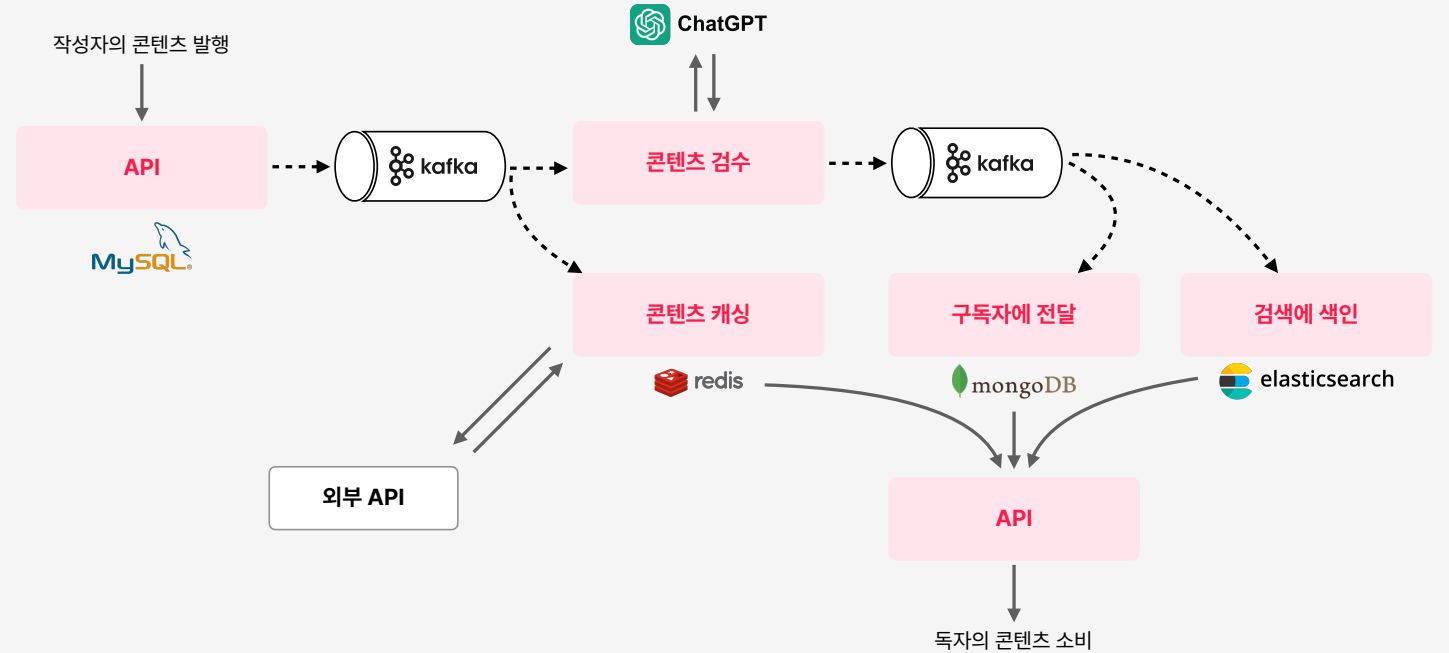 ChatGPT
작성자의 콘텐츠 발행
API
kafka
콘텐츠 검수
kafka
MySQL®
콘텐츠 캐싱
구독자에 전달
검색에 색인
redis
mongoDB
elasticsearch
외부 API
API
독자의 콘텐츠 소비